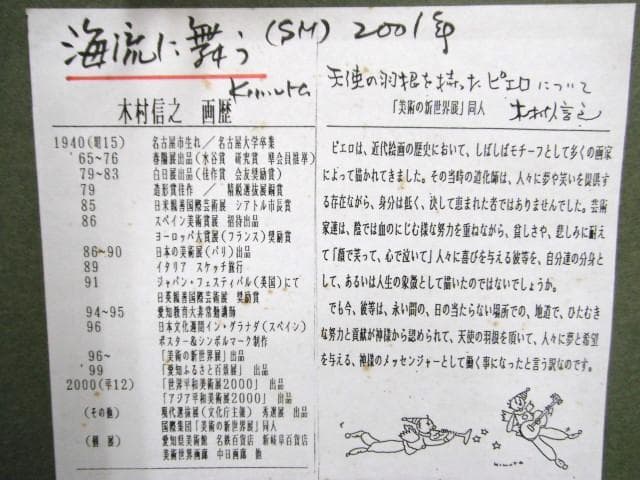 海流に舞う (SM) 2001年
Kimura
木村信之 画歴
1940(昭15) 名古屋市生れ/名古屋大学卒業
'65~76 春陽展出品(水谷賞 研究賞 準会員推挙)
'79~83 白日展出品(佳作賞 会友奨励賞)
79 造形賞佳作 / 精鋭選抜展銅賞
85 日米親善国際芸術展 シアトル市長賞
86 スペイン美術賞展 招待出品
ヨーロッパ大賞展(フランス)奨励賞
86~90 日本の美術展(パリ)出品
89 イタリア スケッチ旅行
91 ジャパン・フェスティバル(英国)にて
日英親善国際芸術展 奨励賞
94~95 愛知教育大非常勤講師
96 日本文化週間イン・グラナダ(スペイン)
ポスター&シンボルマーク制作
96~ 「美術の新世界展」出品
99 「愛知ふるさと百景展」出品
2000(平12) 「世界平和美術展2000」出品
「アジア平和美術展2000」出品
(その他) 現代選抜展(文化庁主催) 秀選展 出品
国際集団「美術の新世界展」同人
(個展) 愛知県美術館 名鉄百貨店 新岐阜百貨店
美術世界画廊 中日画廊 他
天使の羽根を持ったピエロについて
「美術の新世界展」同人 木村信之
ピエロは、近代絵画の歴史において、しばしばモチーフとして多くの画家
によって描かれてきました。その当時の道化師は、人々に夢や笑いを提供す
る存在ながら、身分は低く、決して恵まれた者ではありませんでした。芸術
家達は、陰では血のにじむ様な努力を重ねながら、貧しさや、悲しみに耐え
て「顔で笑って、心で泣いて」人々に喜びを与える彼等を、自分達の分身と
して、あるいは人生の象徴として描いたのではないでしょうか。
でも今、彼等は、永い間の、日の当たらない場所での、地道で、ひたむき
な努力と貢献が神様から認められて、天使の羽根を頂いて、人々に夢と希望
を与える、神様のメッセンジャーとして働く事になったと言う訳なのです。
kimura